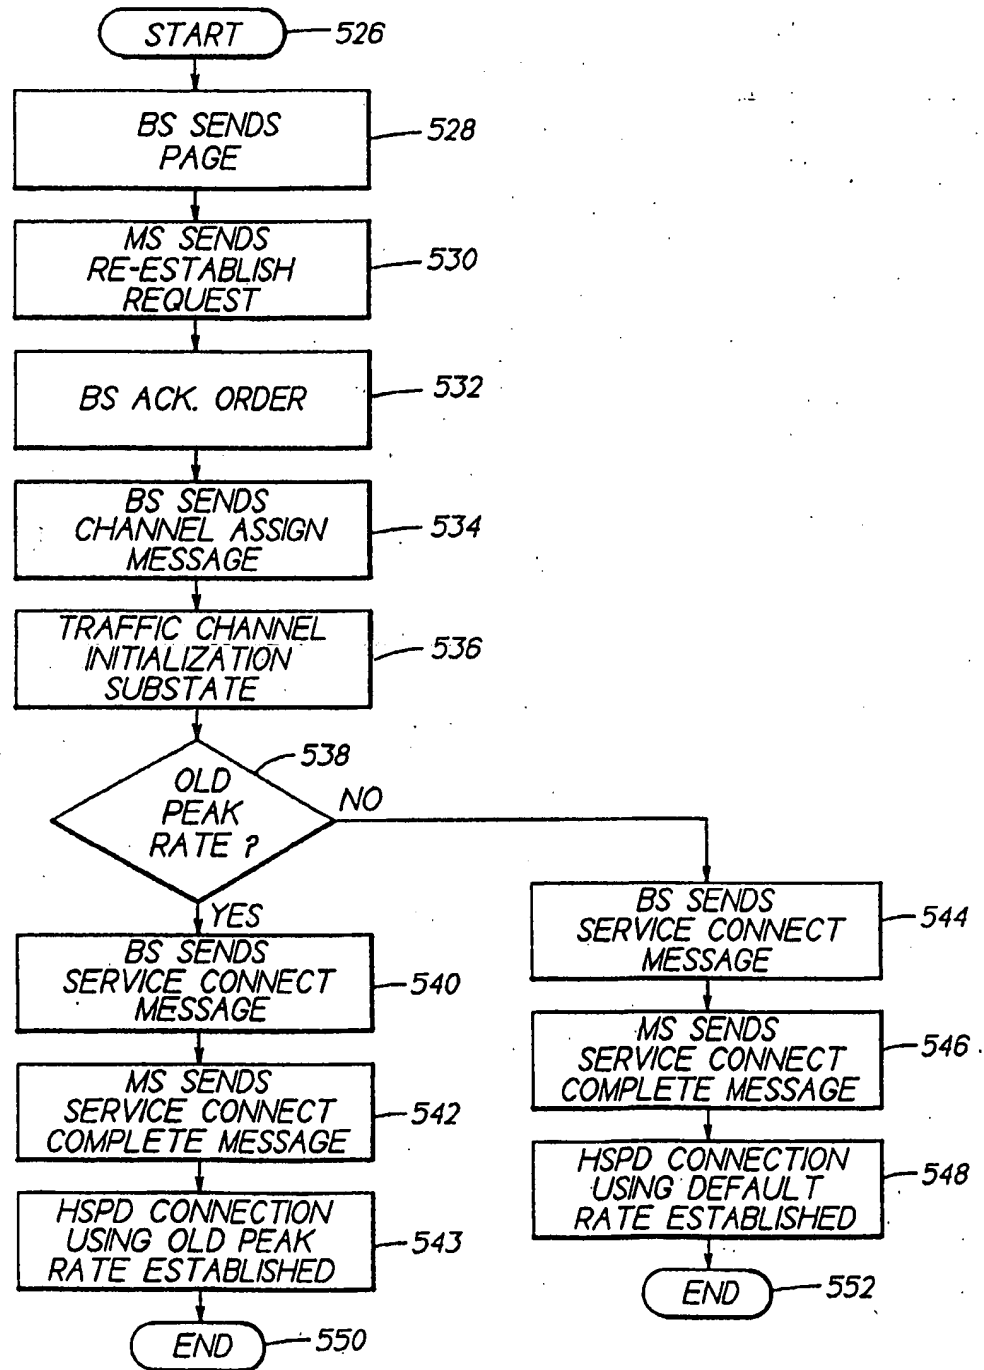 START
526
BS SENDS
PAGE
528
MS SENDS
RE-ESTABLISH
REQUEST
530
BS ACK. ORDER
532
BS SENDS
CHANNEL ASSIGN
MESSAGE
534
TRAFFIC CHANNEL
INITIALIZATION
SUBSTATE
536
OLD
PEAK
RATE ?
538
NO
YES
BS SENDS
SERVICE CONNECT
MESSAGE
540
MS SENDS
SERVICE CONNECT
COMPLETE MESSAGE
542
HSPD CONNECTION
USING OLD PEAK
RATE ESTABLISHED
543
END
550
BS SENDS
SERVICE CONNECT
MESSAGE
544
MS SENDS
SERVICE CONNECT
COMPLETE MESSAGE
546
HSPD CONNECTION
USING DEFAULT
RATE ESTABLISHED
548
END
552